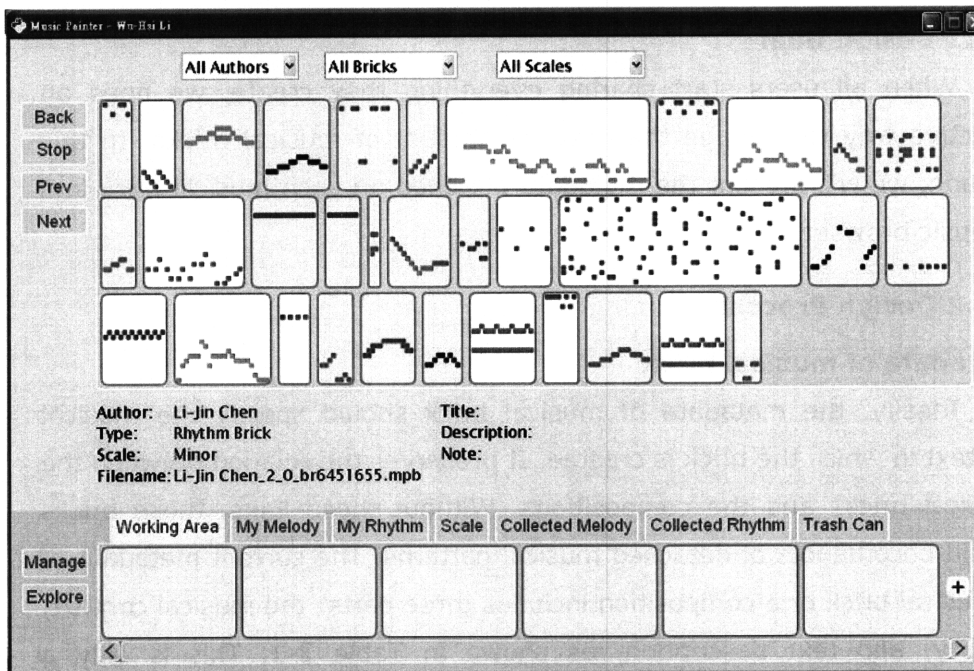 Music Painter - Wu-Hsi Li
All Authors All Bricks All Scales
Back
Stop
Prev
Next
Author: Li-Jin Chen Title:
Type: Rhythm Brick Description:
Scale: Minor Note:
Filename: Li-Jin Chen_2_0_br6451655.mpb
Working Area My Melody My Rhythm Scale Collected Melody Collected Rhythm Trash Can
Manage
Explore
+